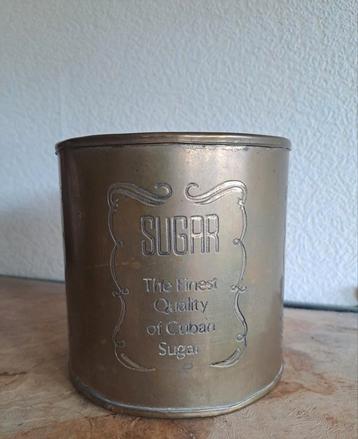 SUGAR
The Finest
Quality
of Cuban
Sugar